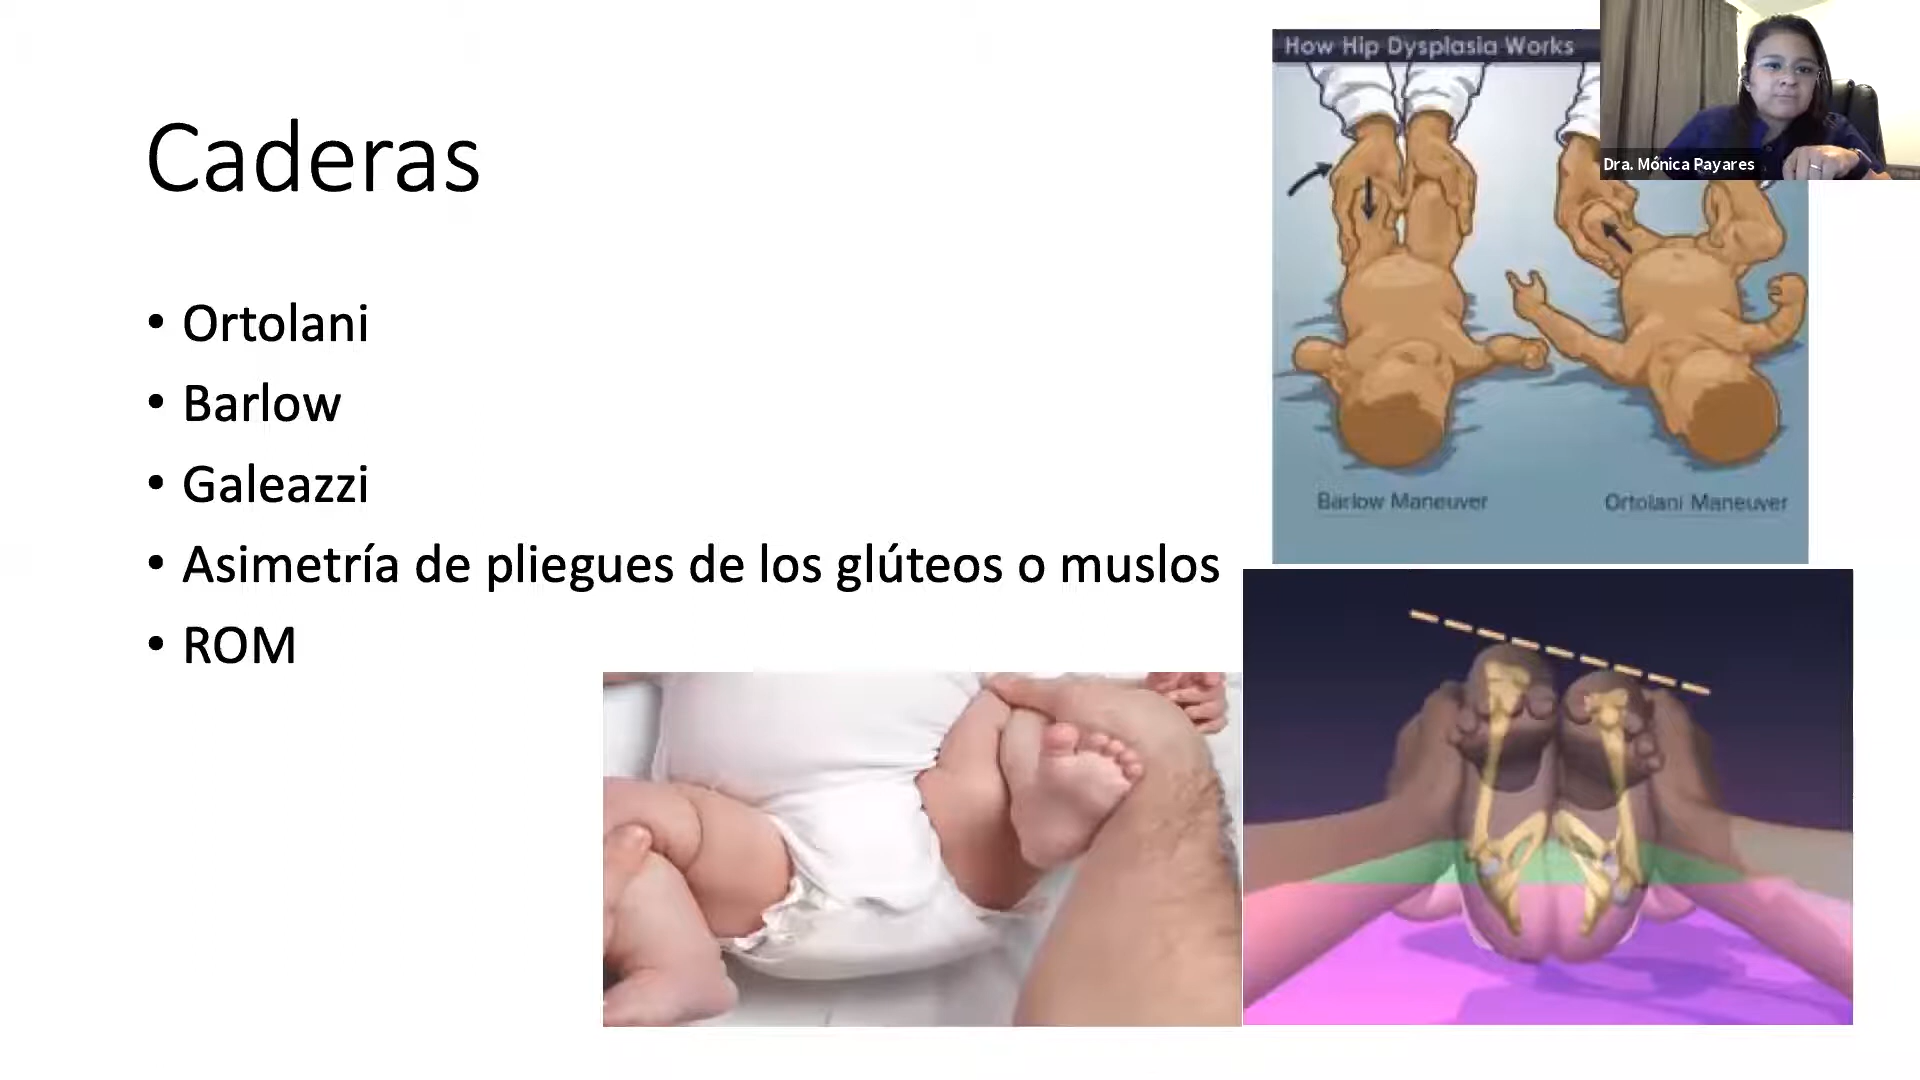 Caderas
• Ortolani
• Barlow
• Galeazzi
• Asimetría de pliegues de los glúteos o muslos
• ROM
How Hip Dysplasia Works
Dra. Mónica Payares
Barlow Maneuver
Ortolani Maneuver